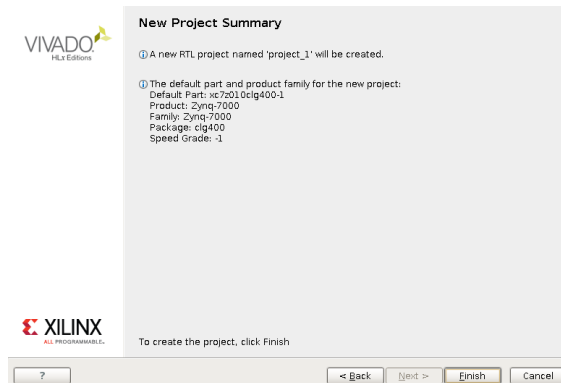 New Project Summary
VIVADO.
HLx Editions
A new RTL project named 'project_1' will be created.
The default part and product family for the new project:
Default Part: xc7z010clg400-1
Product: Zynq-7000
Family: Zynq-7000
Package: clg400
Speed Grade: -1
XILINX
ALL PROGRAMMABLE.
To create the project, click Finish
?
< Back
Next >
Finish
Cancel